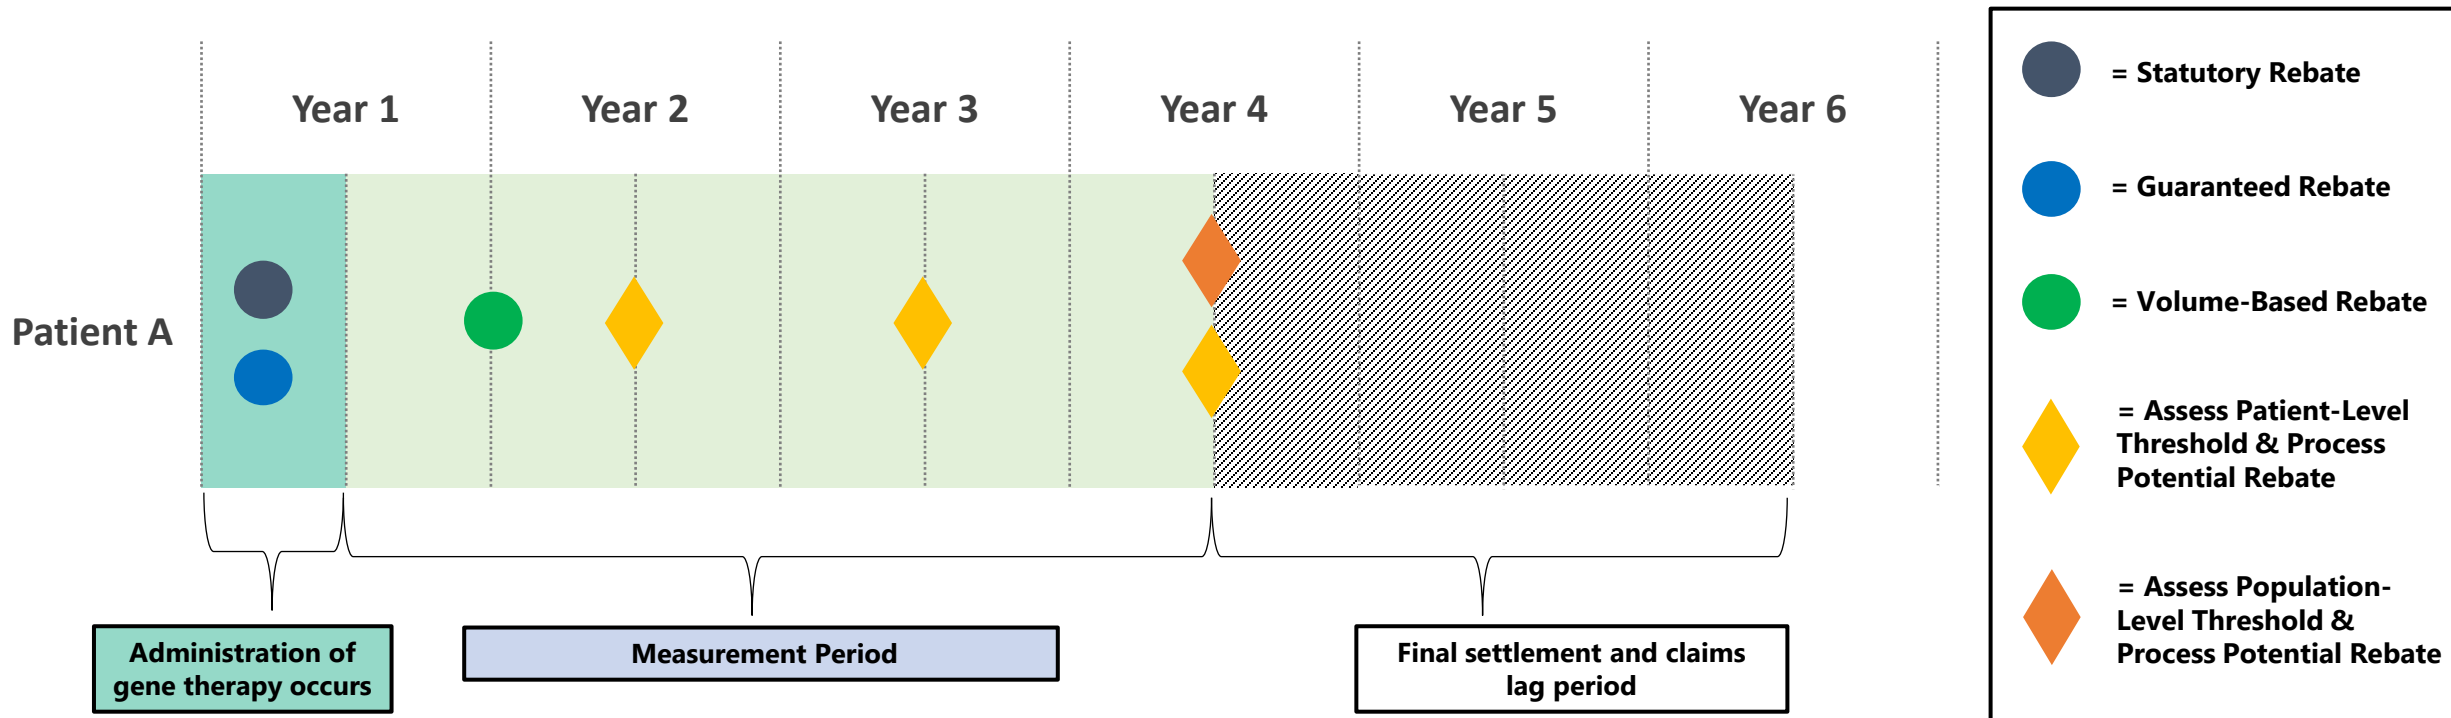 Year 1
Year 2
Year 3
Year 4
Year 5
Year 6
Patient A
Administration of
gene therapy occurs
Measurement Period
Final settlement and claims
lag period
= Statutory Rebate
= Guaranteed Rebate
= Volume-Based Rebate
= Assess Patient-Level
Threshold & Process
Potential Rebate
= Assess Population-
Level Threshold &
Process Potential Rebate